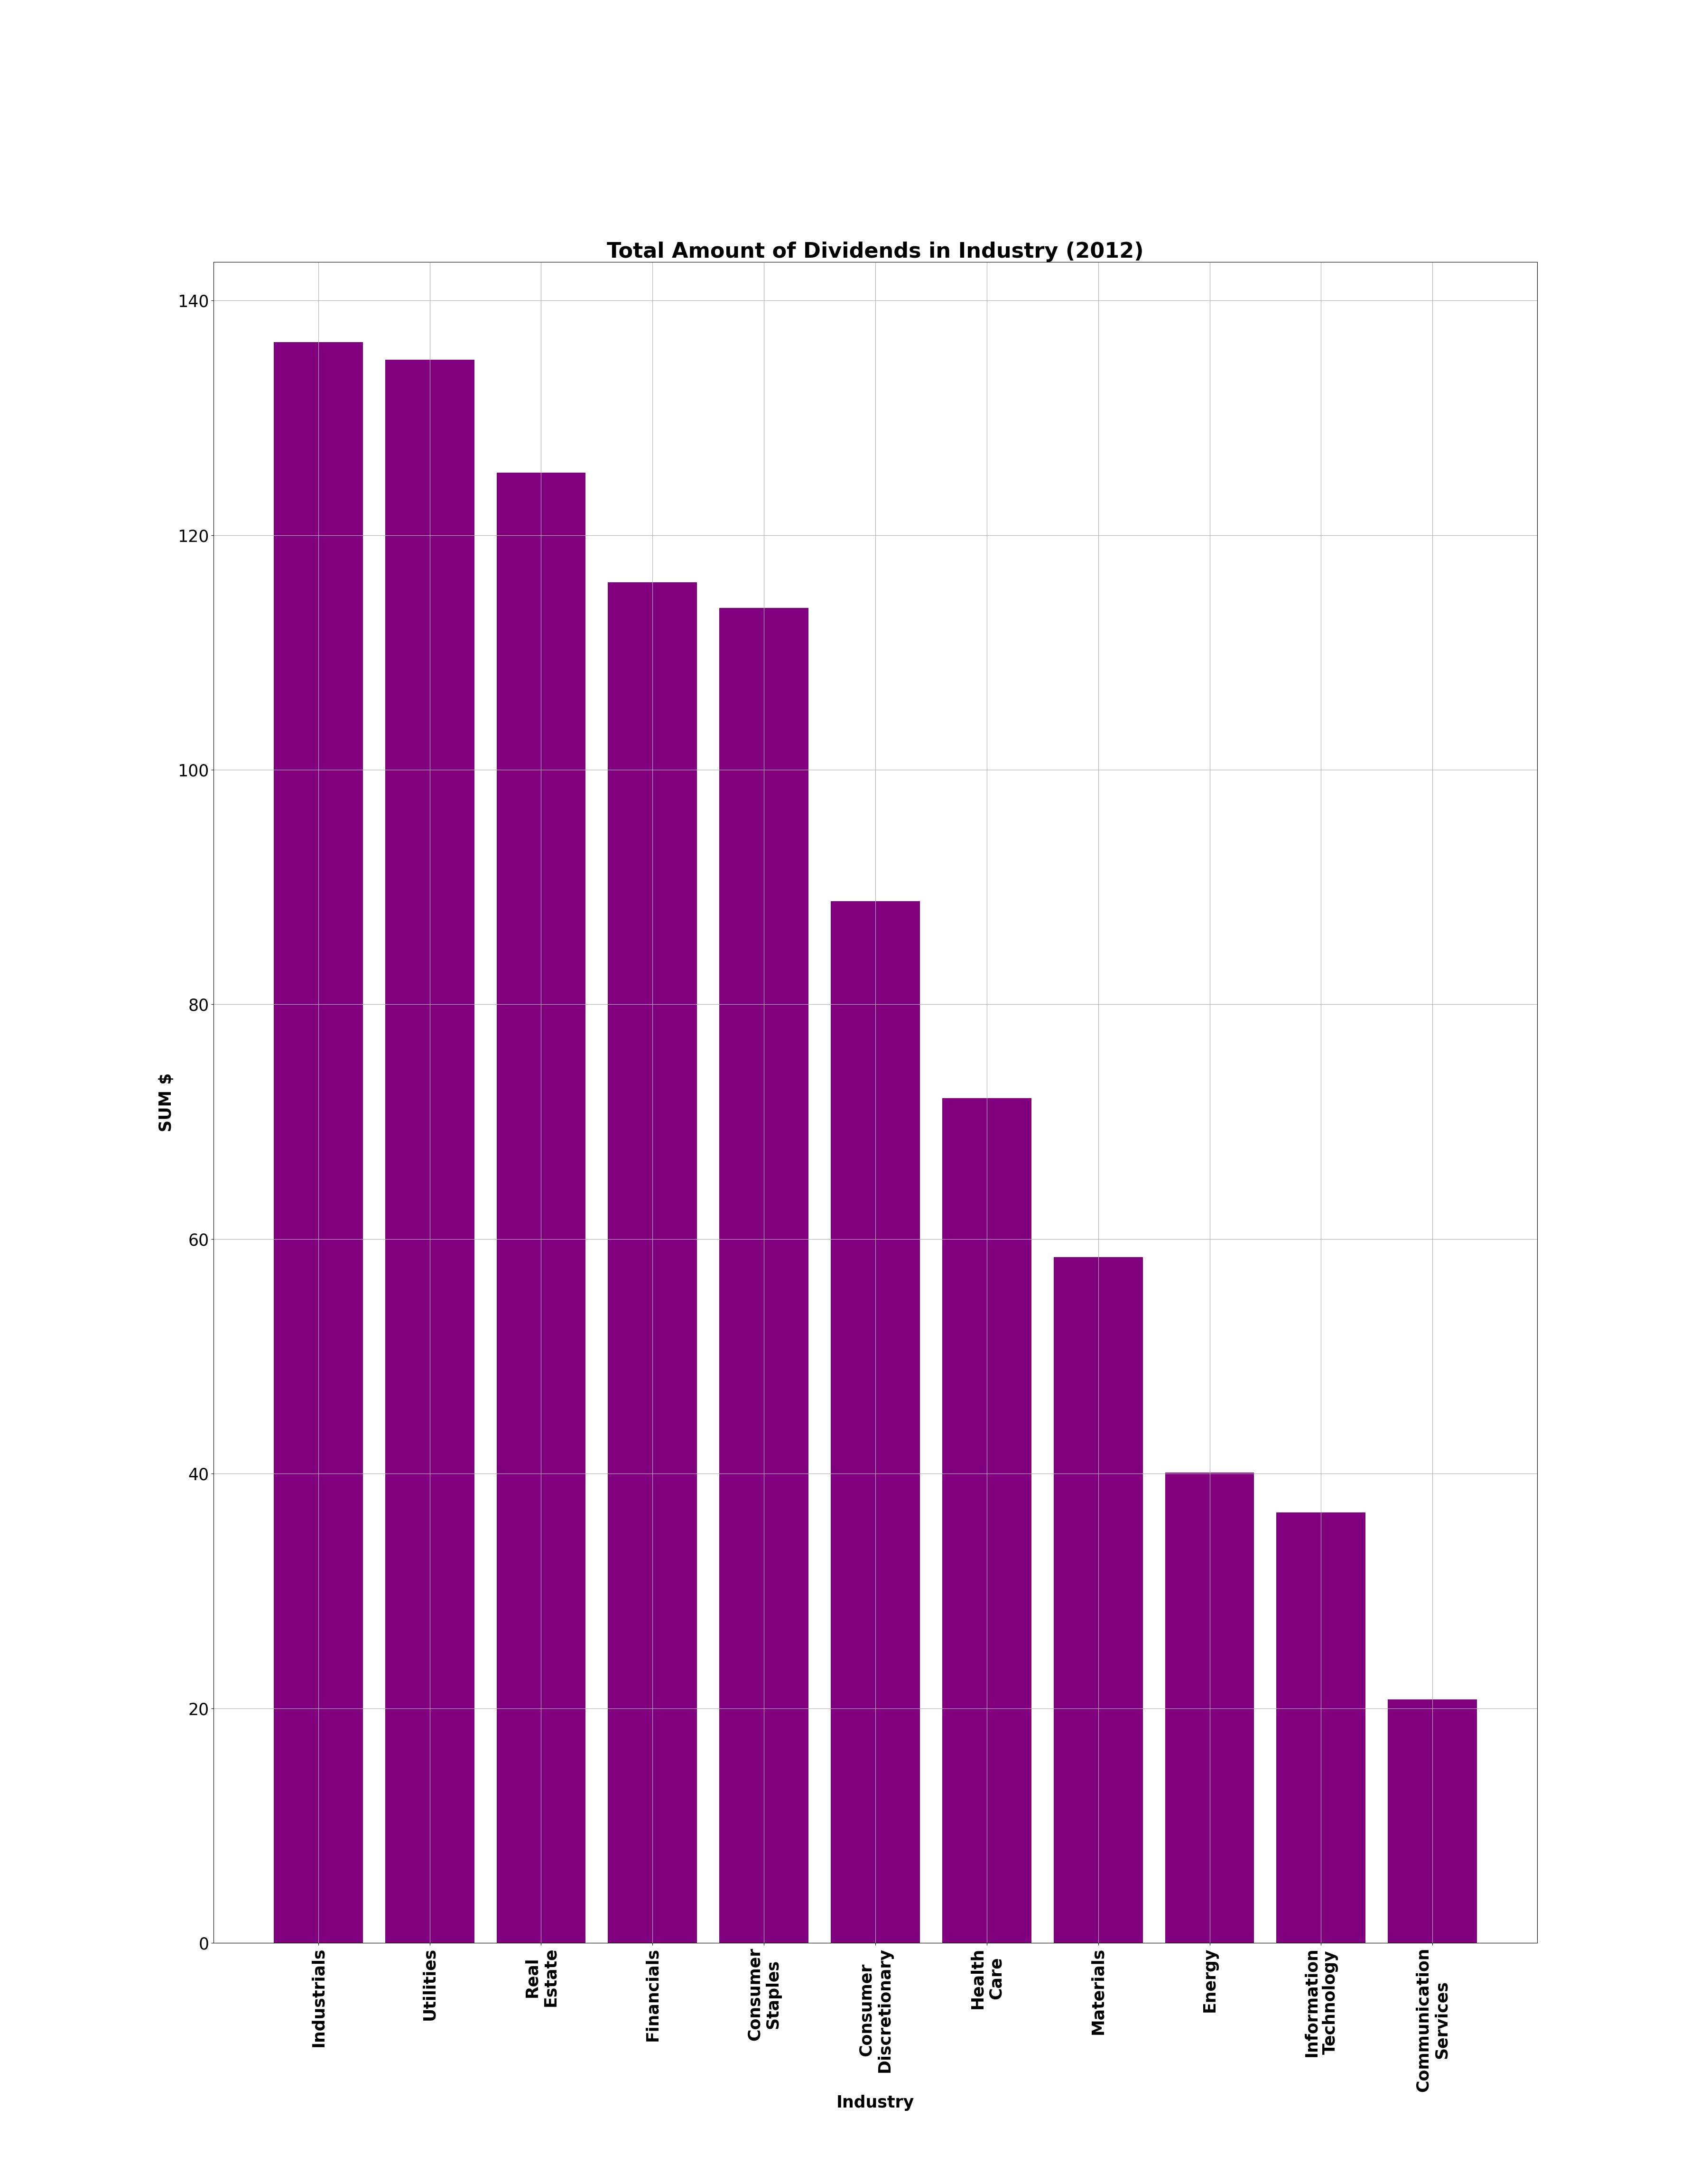 Total Amount of Dividends in Industry (2012)
140
120
100
80
60
40
20
0
SUM $
Industrials
Utilities
Real
Estate
Financials
Consumer
Staples
Consumer
Discretionary
Health
Care
Materials
Energy
Information
Technology
Communication
Services
Industry